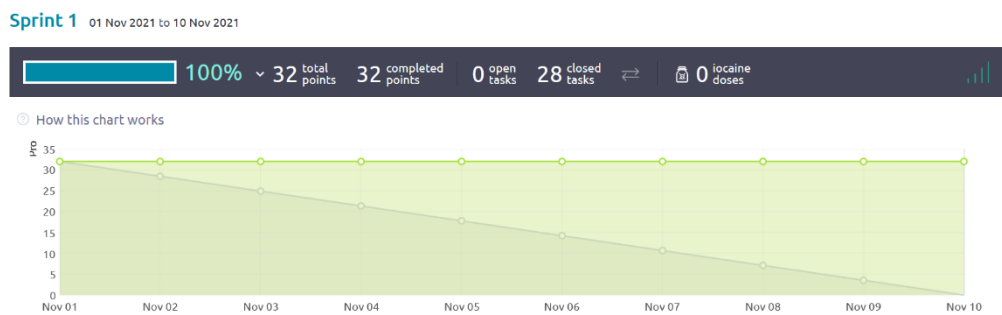 Sprint 1 01 Nov 2021 to 10 Nov 2021
100% 32 total points 32 completed points 0 open tasks 28 closed tasks 0 iocaine doses
How this chart works
Pro
35
30
25
20
15
10
5
0
Nov 01 Nov 02 Nov 03 Nov 04 Nov 05 Nov 06 Nov 07 Nov 08 Nov 09 Nov 10